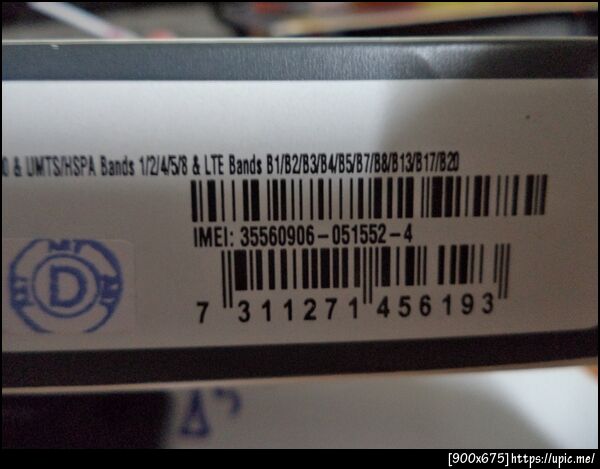 0 & UMTS/HSPA Bands 1/2/4/5/8 & LTE Bands B1/B2/B3/B4/B5/B7/B8/B13/B17/B20
IMEI: 35560906-051552-4
D
7 311271 456193
[900x675]https://upic.me/